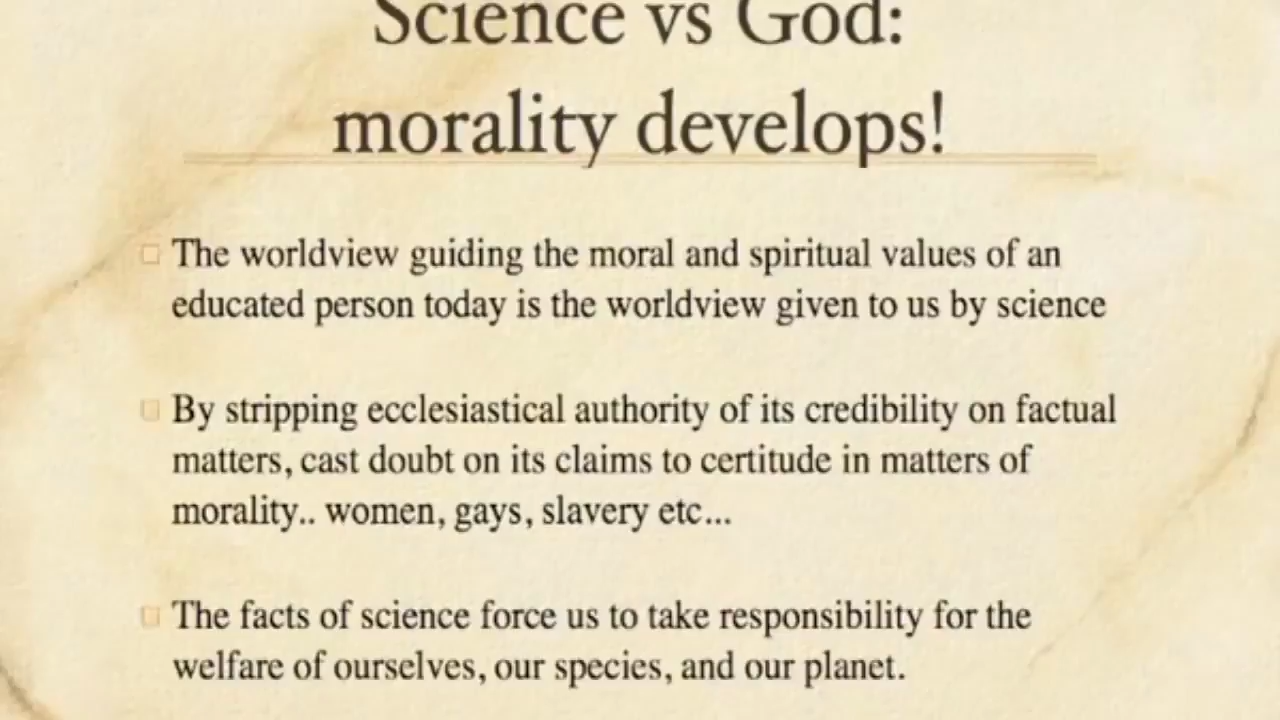 Science vs God:
morality develops!
The worldview guiding the moral and spiritual values of an
educated person today is the worldview given to us by science
By stripping ecclesiastical authority of its credibility on factual
matters, cast doubt on its claims to certitude in matters of
morality.. women, gays, slavery etc...
The facts of science force us to take responsibility for the
welfare of ourselves, our species, and our planet.